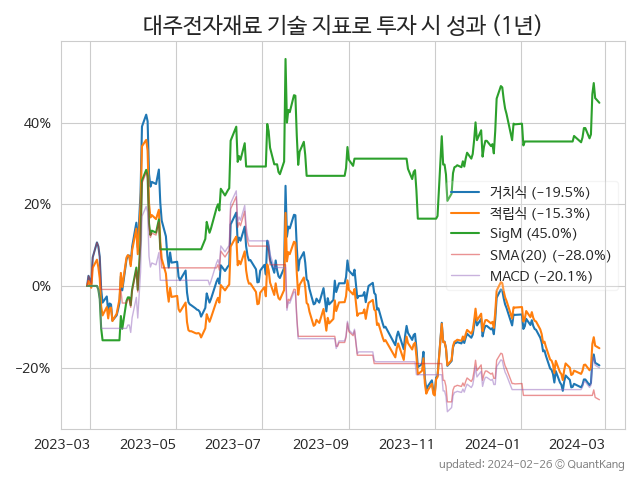 대주전자재료 기술 지표로 투자 시 성과 (1년)
40%
20%
0%
−20%
거치식 (−19.5%)
적립식 (−15.3%)
SigM (45.0%)
SMA(20) (−28.0%)
MACD (−20.1%)
2023−03
2023−05
2023−07
2023−09
2023−11
2024−01
2024−03
updated: 2024−02−26 © QuantKang